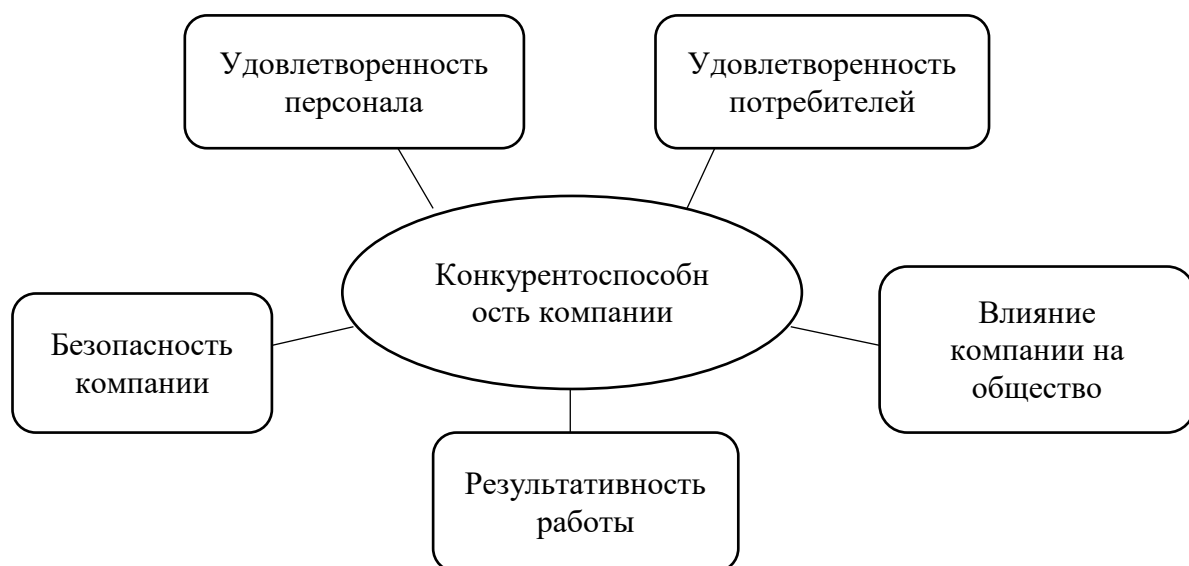 Удовлетворенность
персонала
Удовлетворенность
потребителей
Конкурентоспособн
ость компании
Безопасность
компании
Влияние
компании на
общество
Результативность
работы